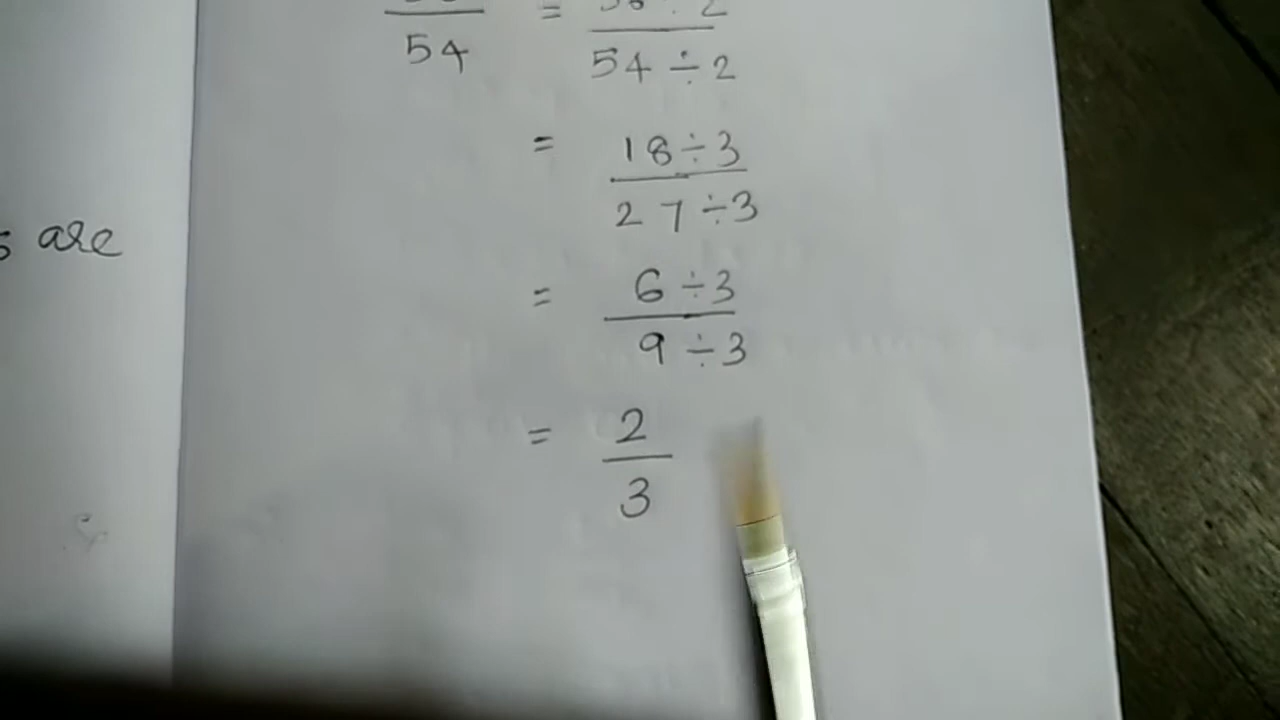 54 = 54 ÷ 2
= 18 ÷ 3
27 ÷ 3
= 6 ÷ 3
9 ÷ 3
= 2
3
are